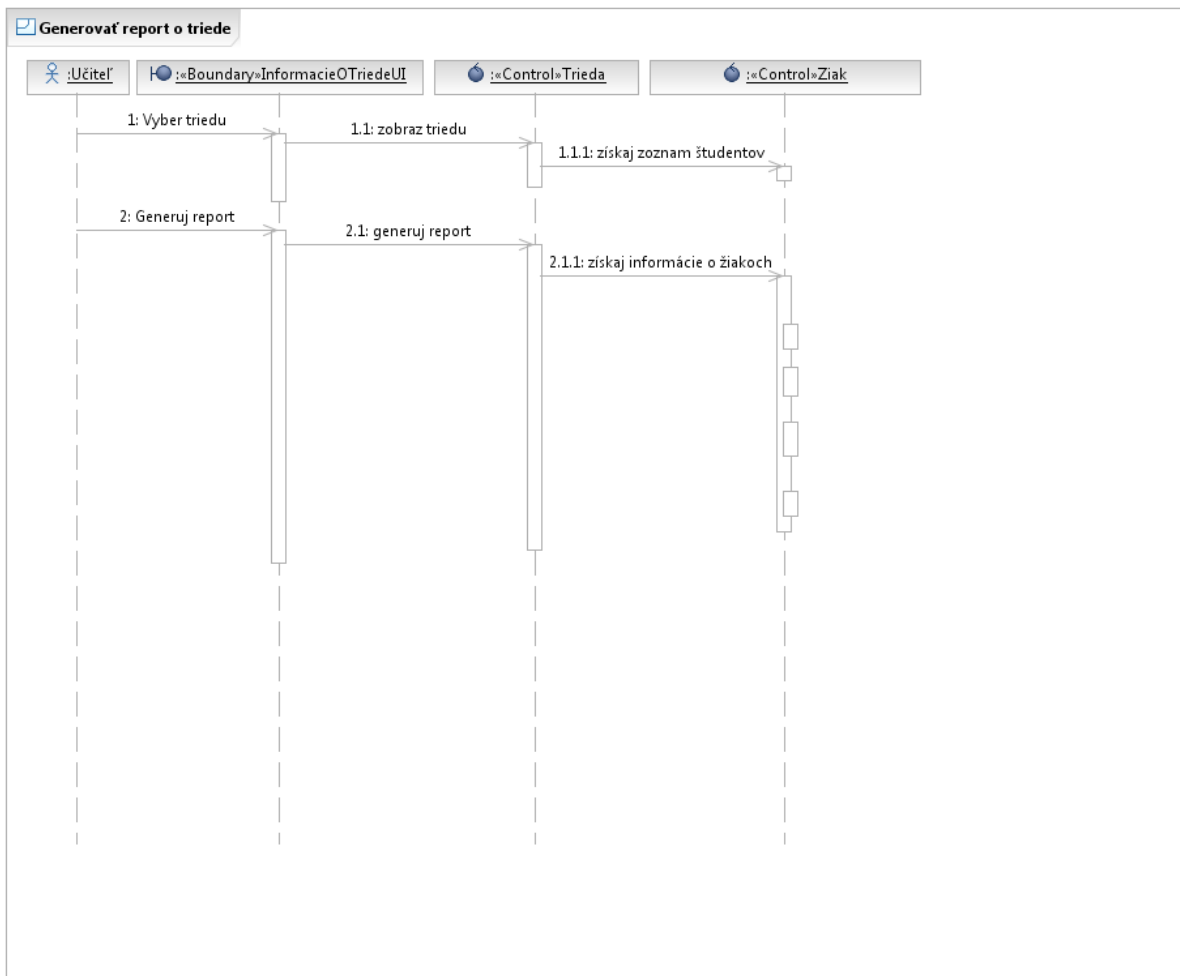 Generovať report o triede
:Učiteľ
:«Boundary»InformacieOTriedeUI
:«Control»Trieda
:«Control»Ziak
1: Vyber triedu
1.1: zobraz triedu
1.1.1: získaj zoznam študentov
2: Generuj report
2.1: generuj report
2.1.1: získaj informácie o žiakoch